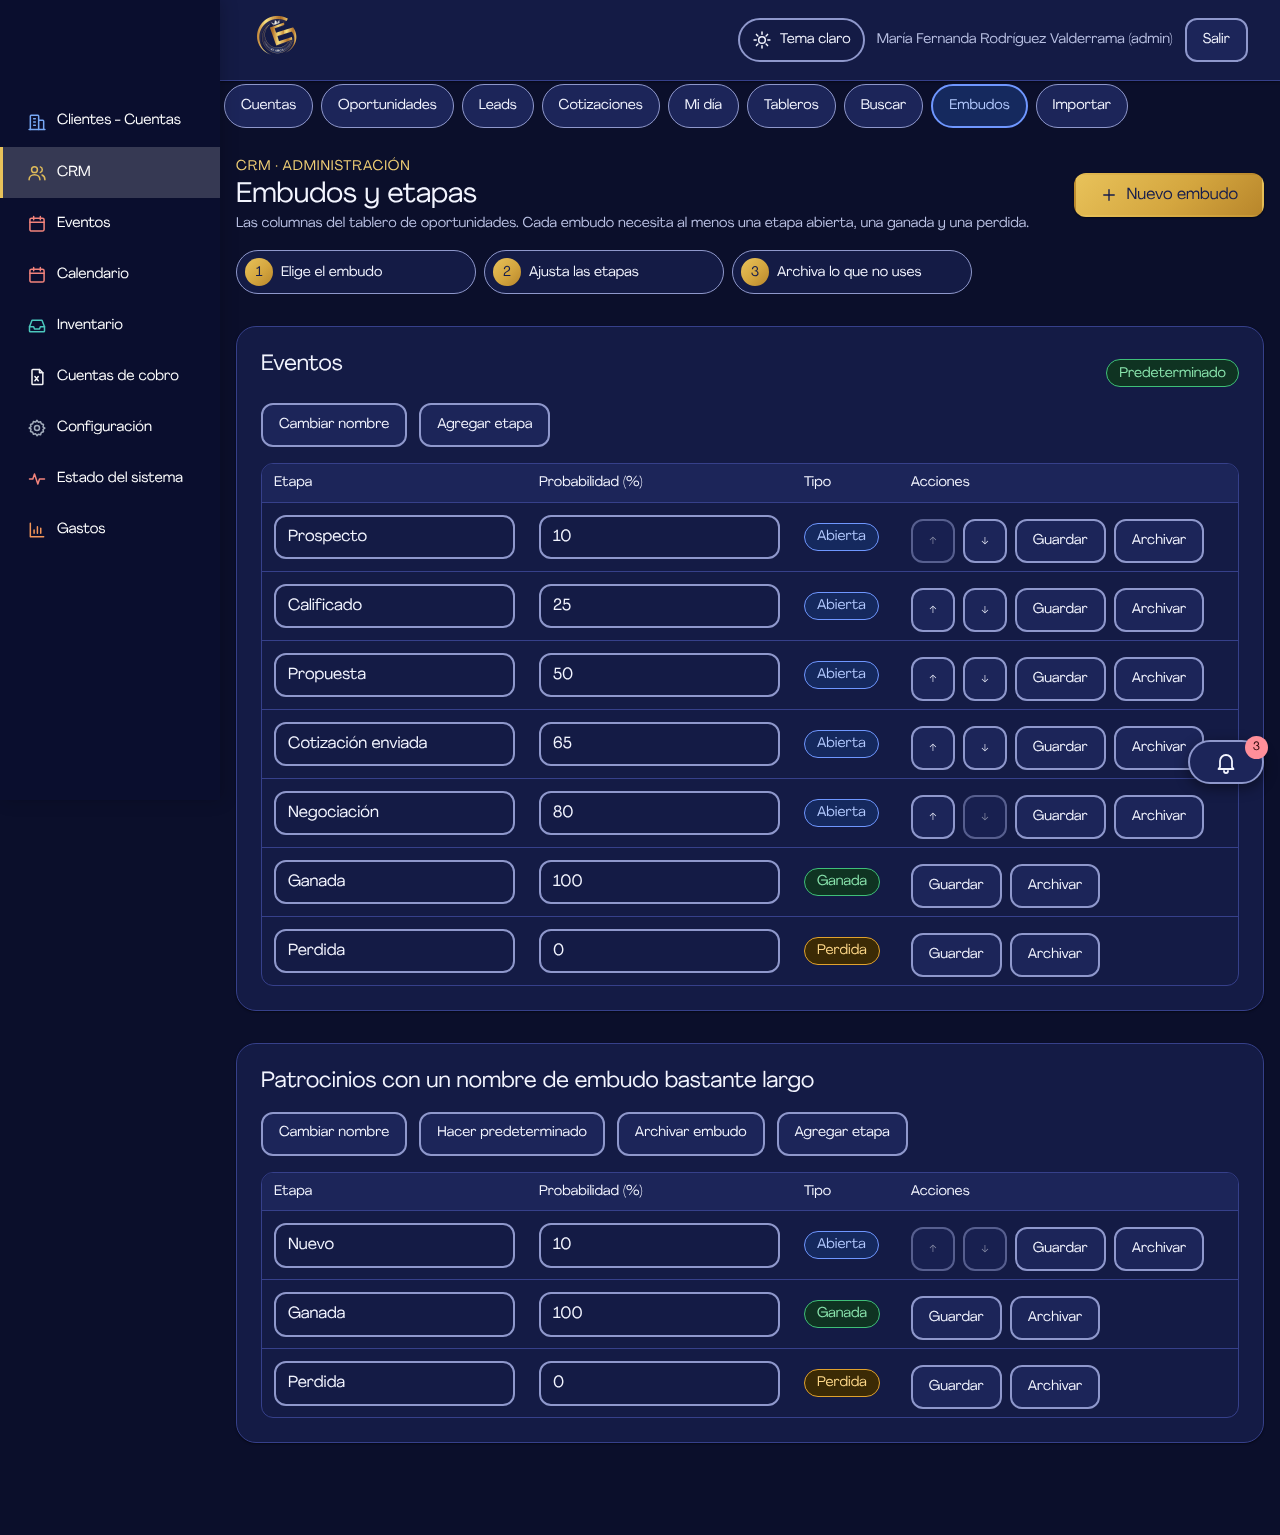 Tema claro
María Fernanda Rodríguez Valderrama (admin)
Salir
Clientes - Cuentas
CRM
Eventos
Calendario
Inventario
Cuentas de cobro
Configuración
Estado del sistema
Gastos
Cuentas
Oportunidades
Leads
Cotizaciones
Mi día
Tableros
Buscar
Embudos
Importar
CRM · ADMINISTRACIÓN
Embudos y etapas
Las columnas del tablero de oportunidades. Cada embudo necesita al menos una etapa abierta, una ganada y una perdida.
+ Nuevo embudo
1 Elige el embudo
2 Ajusta las etapas
3 Archiva lo que no uses
Eventos
Predeterminado
Cambiar nombre Agregar etapa
Etapa Probabilidad (%) Tipo Acciones
Prospecto 10 Abierta ↑ ↓ Guardar Archivar
Calificado 25 Abierta ↑ ↓ Guardar Archivar
Propuesta 50 Abierta ↑ ↓ Guardar Archivar
Cotización enviada 65 Abierta ↑ ↓ Guardar Archivar
3
Negociación 80 Abierta ↑ ↓ Guardar Archivar
Ganada 100 Ganada Guardar Archivar
Perdida 0 Perdida Guardar Archivar
Patrocinios con un nombre de embudo bastante largo
Cambiar nombre Hacer predeterminado Archivar embudo Agregar etapa
Etapa Probabilidad (%) Tipo Acciones
Nuevo 10 Abierta ↑ ↓ Guardar Archivar
Ganada 100 Ganada Guardar Archivar
Perdida 0 Perdida Guardar Archivar